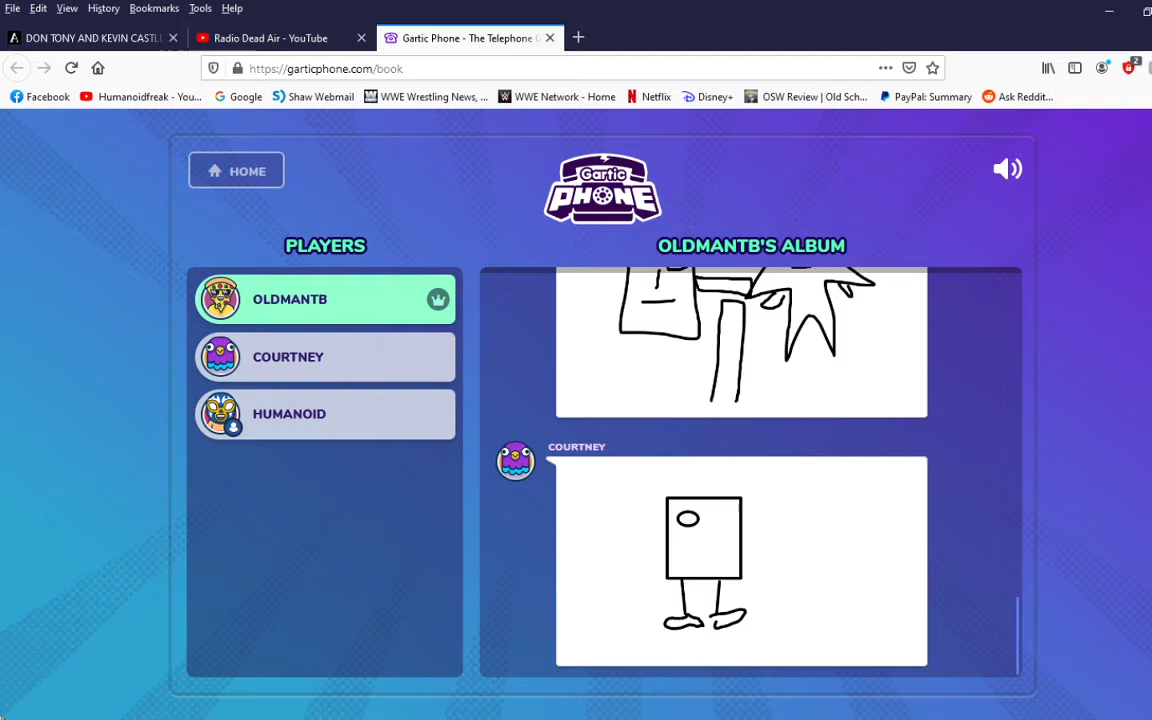 File Edit View History Bookmarks Tools Help
DON TONY AND KEVIN CASTL
Radio Dead Air - YouTube
Gartic Phone - The Telephone G
https://garticphone.com/book
2
Facebook
Humanoidfreak - You...
Google
Shaw Webmail
WWE Wrestling News, ...
WWE Network - Home
Netflix
Disney+
OSW Review | Old Sch...
PayPal: Summary
Ask Reddit...
HOME
Gartic
PHONE
PLAYERS
OLDMANTB'S ALBUM
OLDMANTB
COURTNEY
HUMANOID
COURTNEY